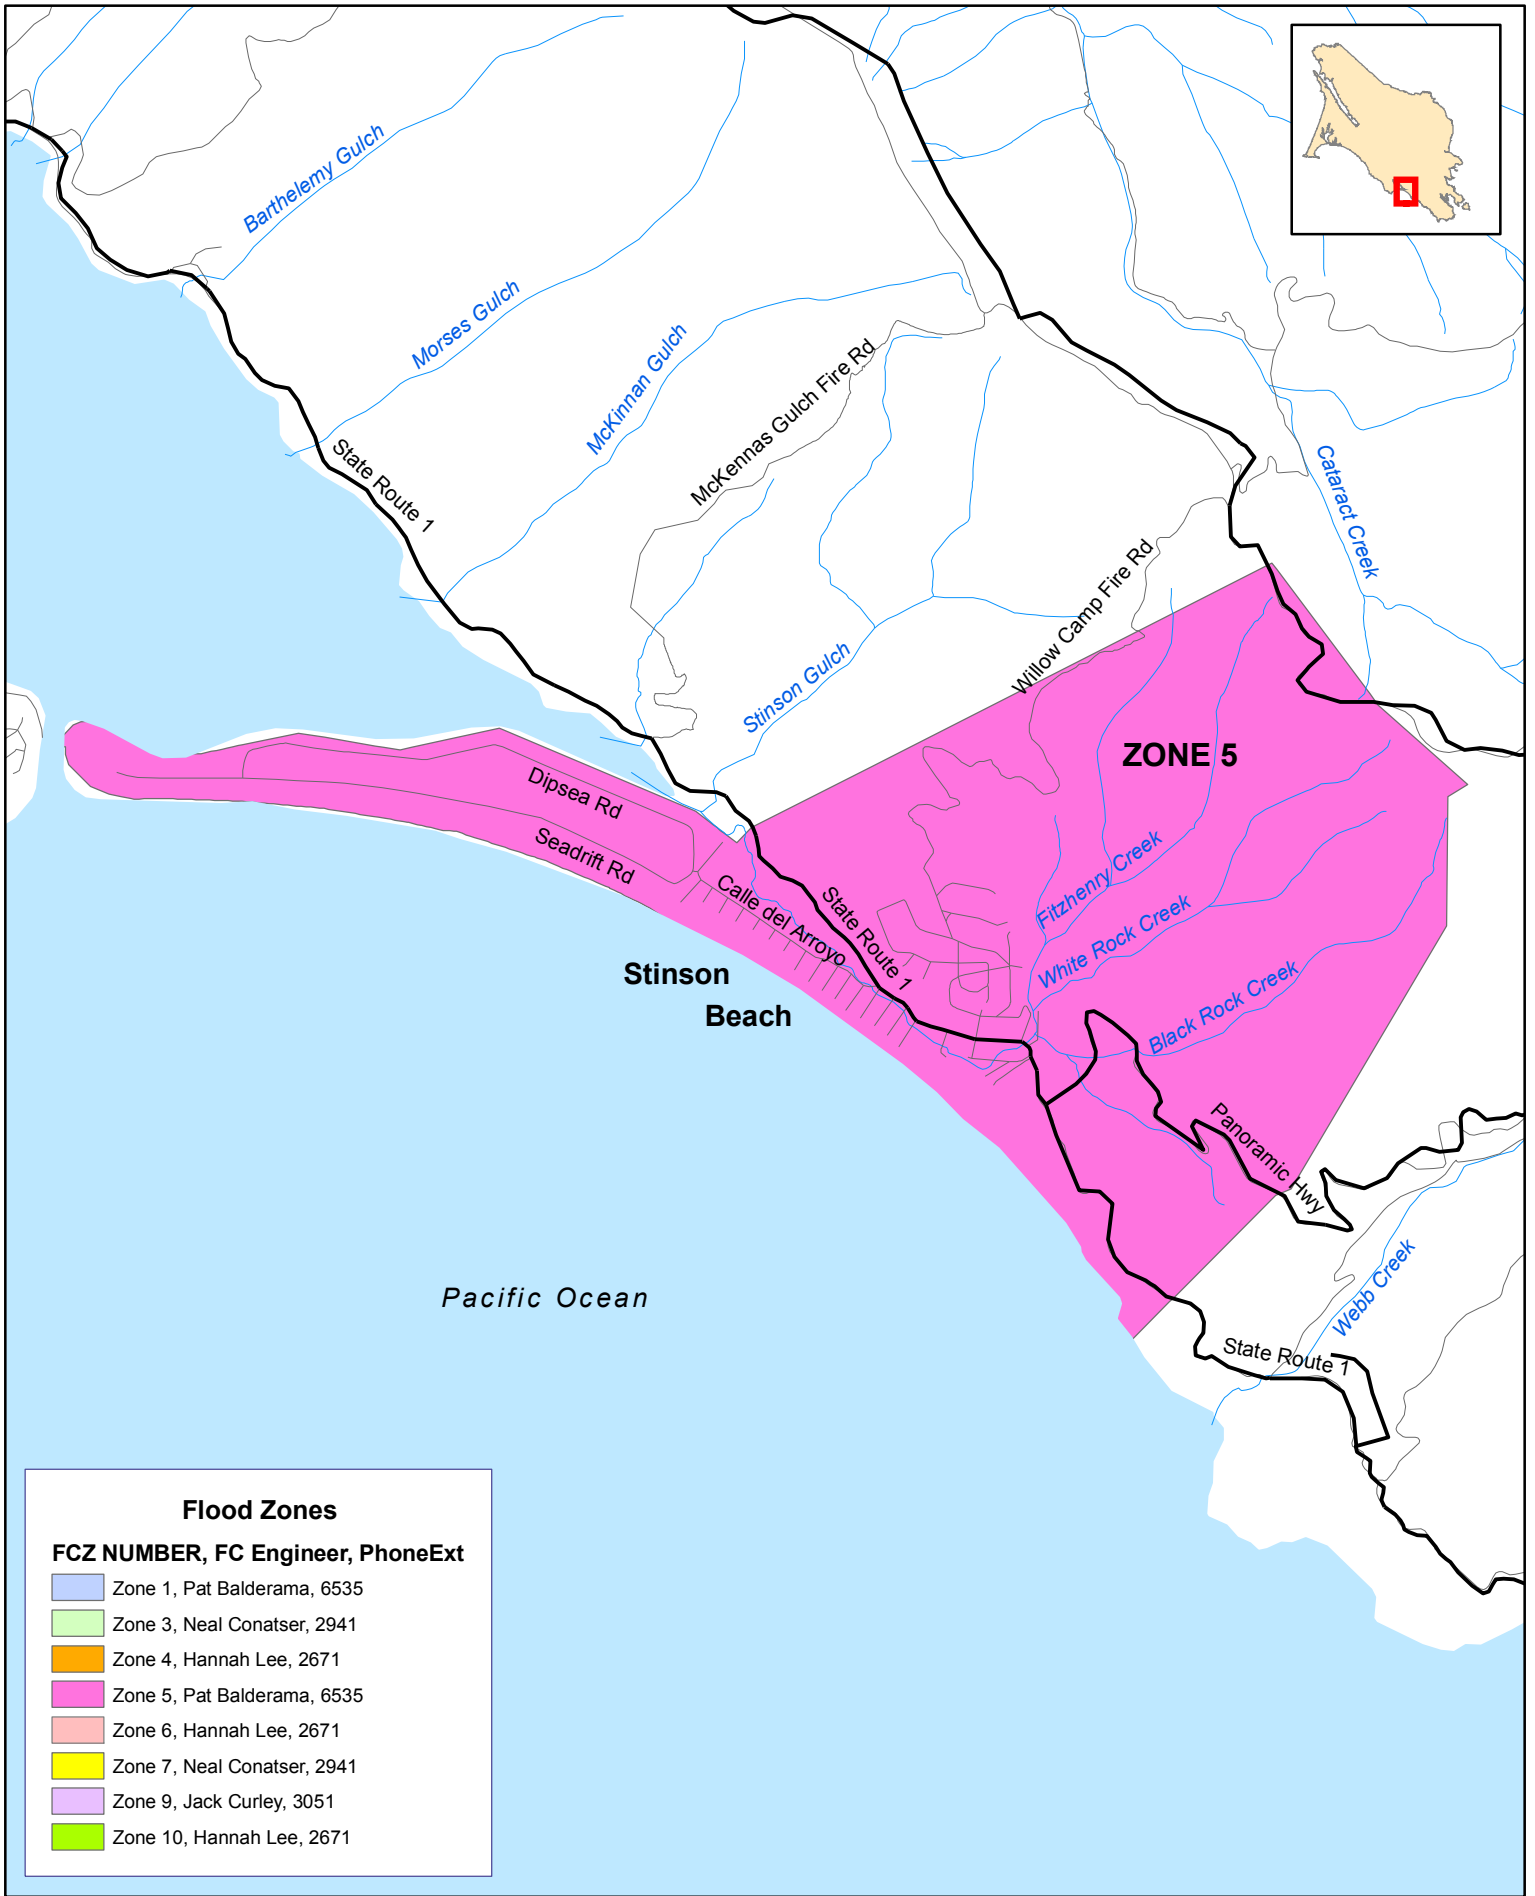 Barthelemy Gulch
Morses Gulch
McKinnan Gulch
McKennas Gulch Fire Rd
State Route 1
Cataract Creek
Willow Camp Fire Rd
Stinson Gulch
ZONE 5
Dipsea Rd
Seadrift Rd
Calle del Arroyo
State Route 1
Fitzhenry Creek
White Rock Creek
Black Rock Creek
Stinson
Beach
Panoramic Hwy
Pacific Ocean
Webb Creek
State Route 1
Flood Zones
FCZ NUMBER, FC Engineer, PhoneExt
Zone 1, Pat Balderama, 6535
Zone 3, Neal Conatser, 2941
Zone 4, Hannah Lee, 2671
Zone 5, Pat Balderama, 6535
Zone 6, Hannah Lee, 2671
Zone 7, Neal Conatser, 2941
Zone 9, Jack Curley, 3051
Zone 10, Hannah Lee, 2671